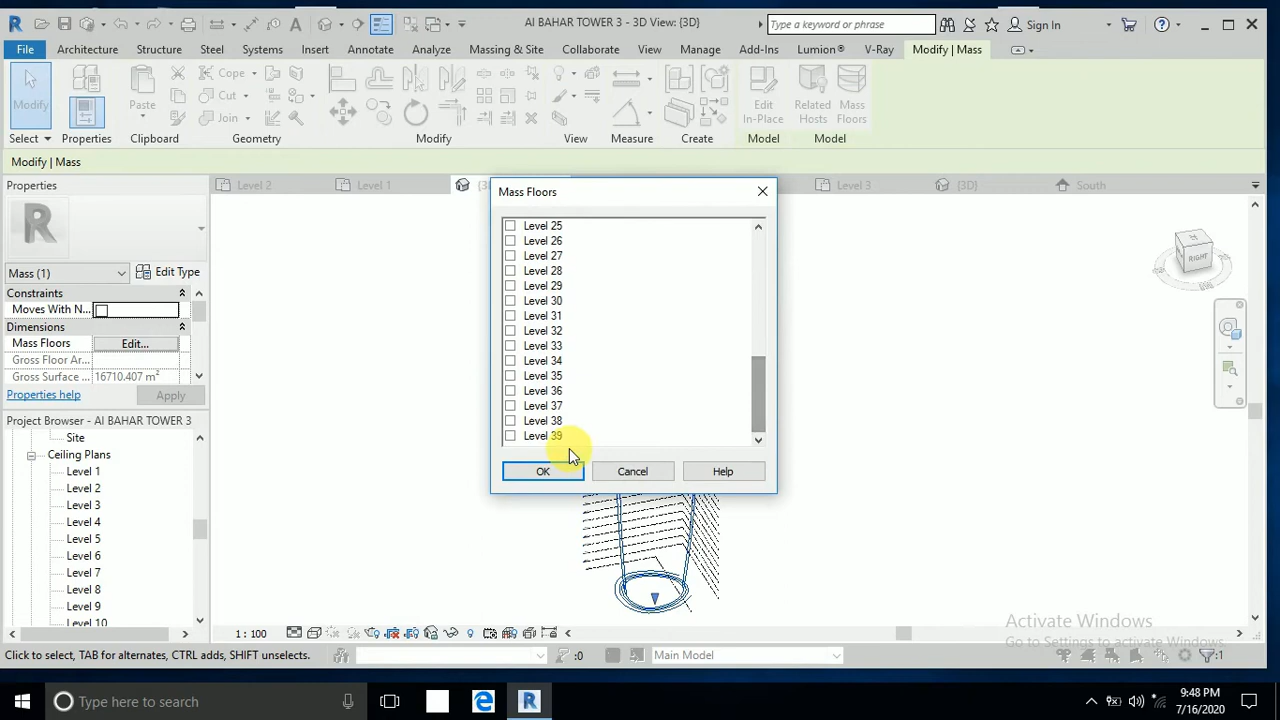 AI BAHAR TOWER 3 - 3D View: {3D}
Type a keyword or phrase
Sign In
File
Architecture
Structure
Steel
Systems
Insert
Annotate
Analyze
Massing & Site
Collaborate
View
Manage
Add-Ins
Lumion®
V-Ray
Modify | Mass
Modify
Paste
Cope
Cut
Join
Edit
In-Place
Related
Hosts
Mass
Floors
Select
Properties
Clipboard
Geometry
Modify
View
Measure
Create
Model
Model
Modify | Mass
Properties
Level 2
Level 1
Level 3
{3D}
South
Mass Floors
Level 25
Level 26
Level 27
Level 28
Level 29
Level 30
Level 31
Level 32
Level 33
Level 34
Level 35
Level 36
Level 37
Level 38
Level 39
OK
Cancel
Help
RIGHT
Mass (1)
Edit Type
Constraints
Moves With N...
Dimensions
Mass Floors
Edit...
Gross Floor Ar...
Gross Surface ...
16710.407 m²
Properties help
Apply
Project Browser - AI BAHAR TOWER 3
Site
Ceiling Plans
Level 1
Level 2
Level 3
Level 4
Level 5
Level 6
Level 7
Level 8
Level 9
Level 10
1 : 100
Activate Windows
Go to Settings to activate Windows.
Click to select, TAB for alternates, CTRL adds, SHIFT unselects.
:0
Main Model
:1
Type here to search
9:48 PM
7/16/2020